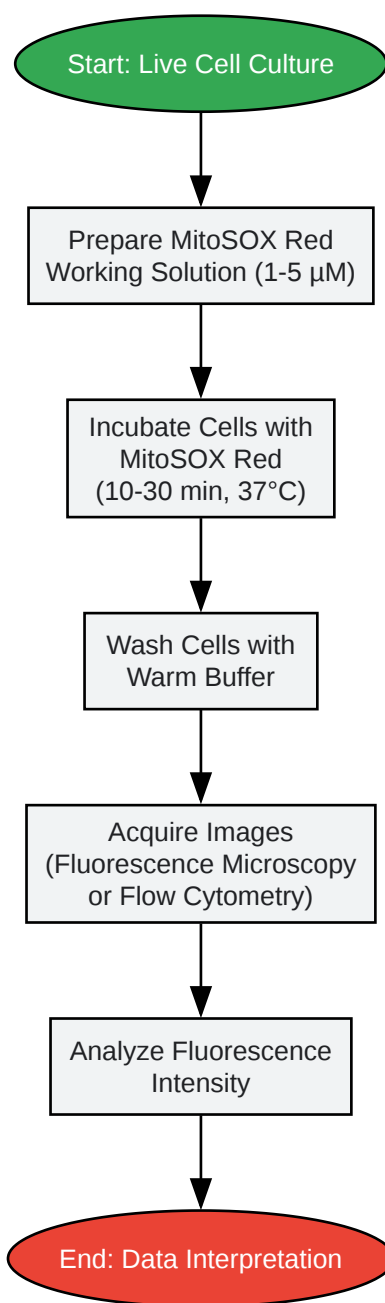 Start: Live Cell Culture
Prepare MitoSOX Red
Working Solution (1-5 µM)
Incubate Cells with
MitoSOX Red
(10-30 min, 37°C)
Wash Cells with
Warm Buffer
Acquire Images
(Fluorescence Microscopy
or Flow Cytometry)
Analyze Fluorescence
Intensity
End: Data Interpretation